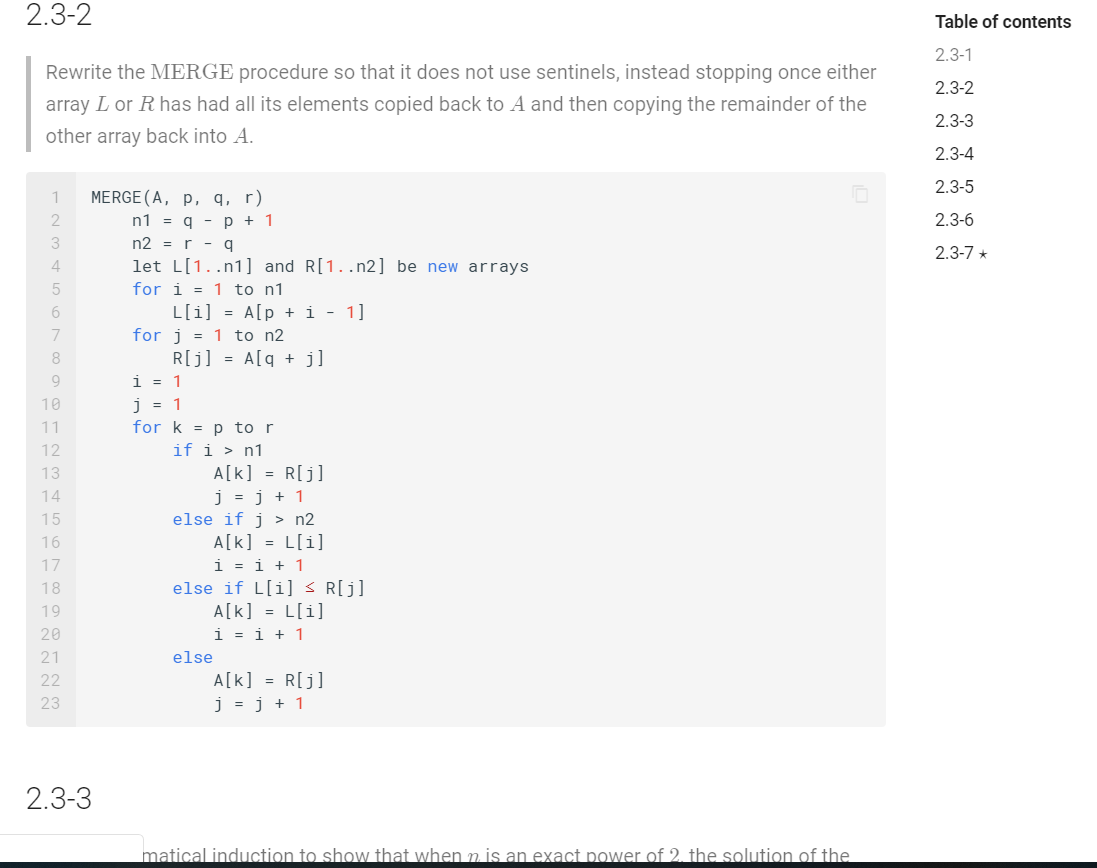 2.3-2
Rewrite the MERGE procedure so that it does not use sentinels, instead stopping once either
array L or R has had all its elements copied back to A and then copying the remainder of the
other array back into A.
1 MERGE(A, p, q, r)
2     n1 = q - p + 1
3     n2 = r - q
4     let L[1..n1] and R[1..n2] be new arrays
5     for i = 1 to n1
6         L[i] = A[p + i - 1]
7     for j = 1 to n2
8         R[j] = A[q + j]
9     i = 1
10     j = 1
11     for k = p to r
12         if i > n1
13             A[k] = R[j]
14             j = j + 1
15         else if j > n2
16             A[k] = L[i]
17             i = i + 1
18         else if L[i] ≤ R[j]
19             A[k] = L[i]
20             i = i + 1
21         else
22             A[k] = R[j]
23             j = j + 1
2.3-3
matical induction to show that when n is an exact power of 2, the solution of the
Table of contents
2.3-1
2.3-2
2.3-3
2.3-4
2.3-5
2.3-6
2.3-7 ⋆